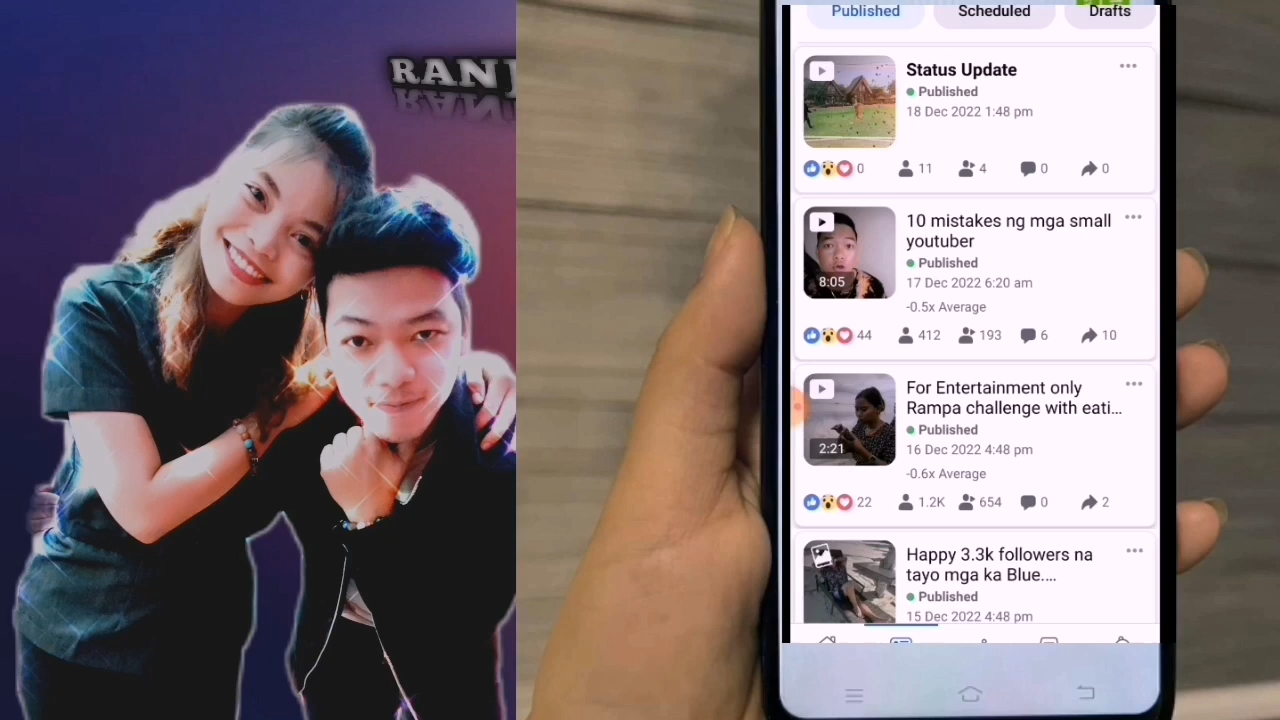 RANJ
Published
Scheduled
Drafts
Status Update
Published
18 Dec 2022 1:48 pm
0
11
4
0
0
10 mistakes ng mga small
youtuber
Published
17 Dec 2022 6:20 am
-0.5x Average
8:05
44
412
193
6
10
For Entertainment only
Rampa challenge with eati...
Published
16 Dec 2022 4:48 pm
-0.6x Average
2:21
22
1.2K
654
0
2
Happy 3.3k followers na
tayo mga ka Blue....
Published
15 Dec 2022 4:48 pm